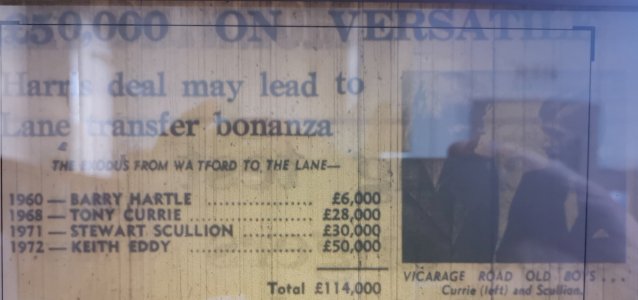 £50,000 ON VERSATILE
Harris deal may lead to
Lane transfer bonanza
THE EXODUS FROM WATFORD TO THE LANE—
1960 — BARRY HARTLE .................. £6,000
1968 — TONY CURRIE .................. £28,000
1971 — STEWART SCULLION ............ £30,000
1972 — KEITH EDDY .................. £50,000
Total £114,000
VICARAGE ROAD OLD BOYS . . .
Currie (left) and Scullion.